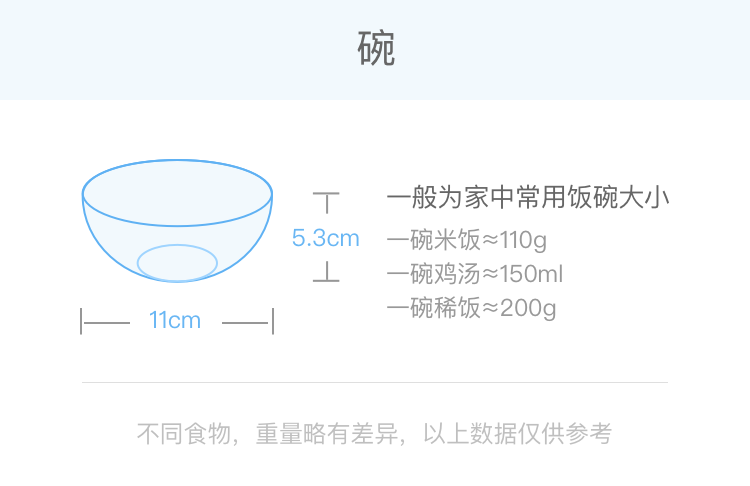 碗
一般为家中常用饭碗大小
5.3cm
一碗米饭≈110g
一碗鸡汤≈150ml
一碗稀饭≈200g
11cm
不同食物，重量略有差异，以上数据仅供参考